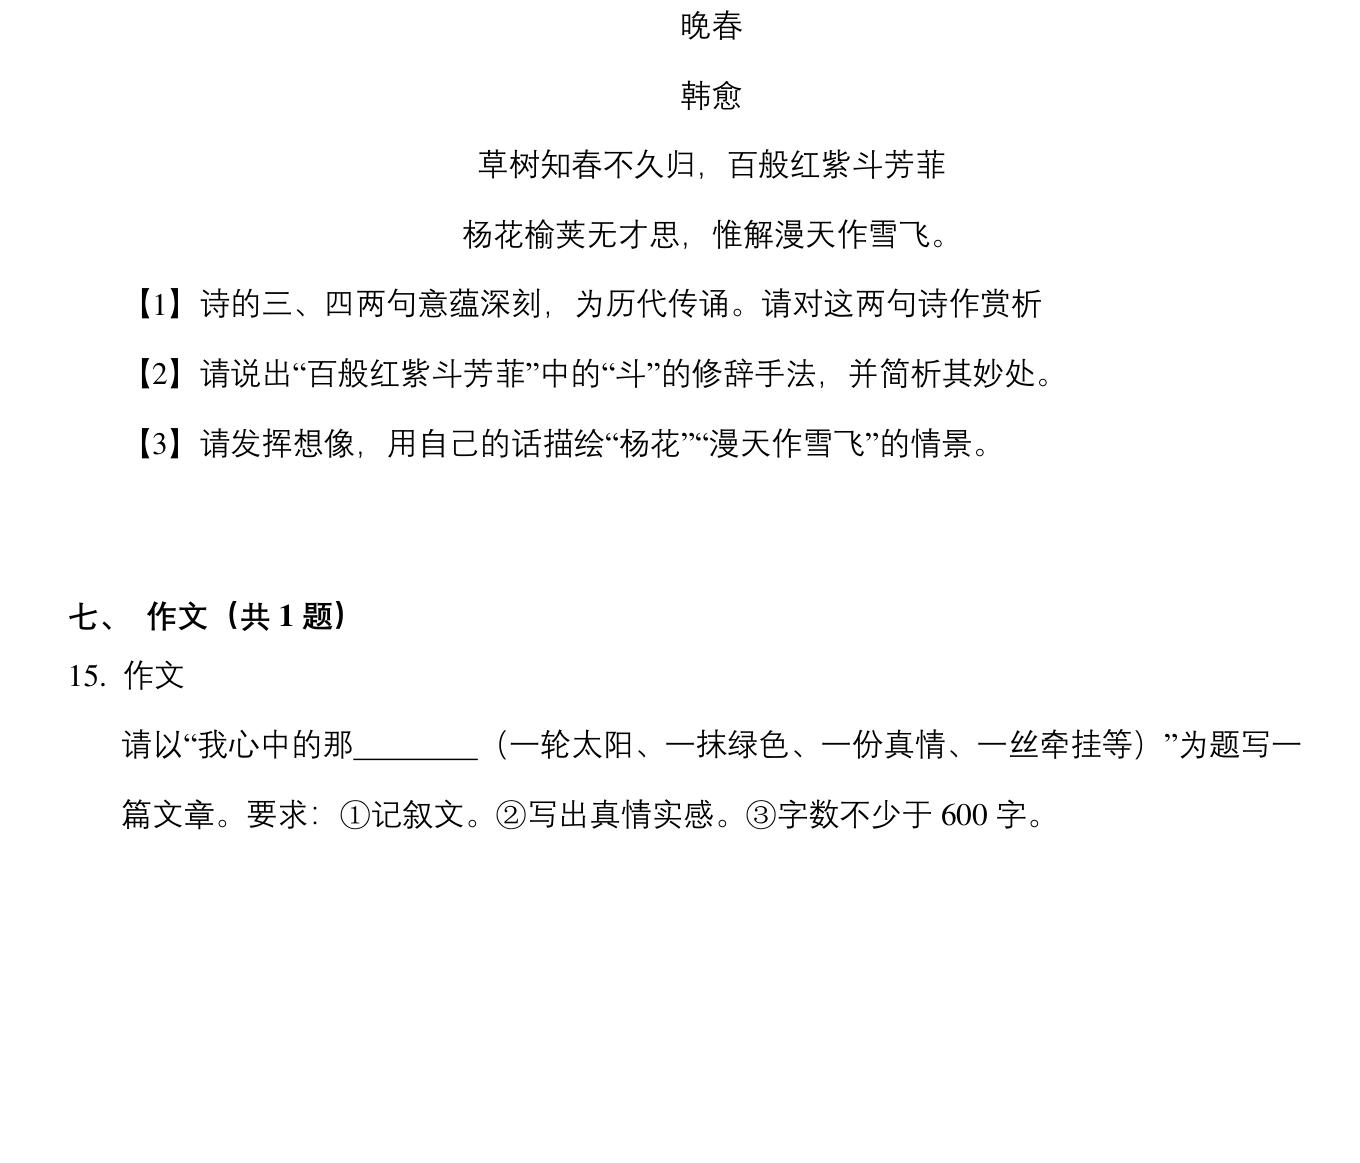 晚春
韩愈
草树知春不久归，百般红紫斗芳菲
杨花榆荚无才思，惟解漫天作雪飞。
【1】诗的三、四两句意蕴深刻，为历代传诵。请对这两句诗作赏析
【2】请说出“百般红紫斗芳菲”中的“斗”的修辞手法，并简析其妙处。
【3】请发挥想像，用自己的话描绘“杨花”“漫天作雪飞”的情景。
七、 作文（共 1 题）
15. 作文
请以“我心中的那________（一轮太阳、一抹绿色、一份真情、一丝牵挂等）”为题写一
篇文章。要求：①记叙文。②写出真情实感。③字数不少于 600 字。